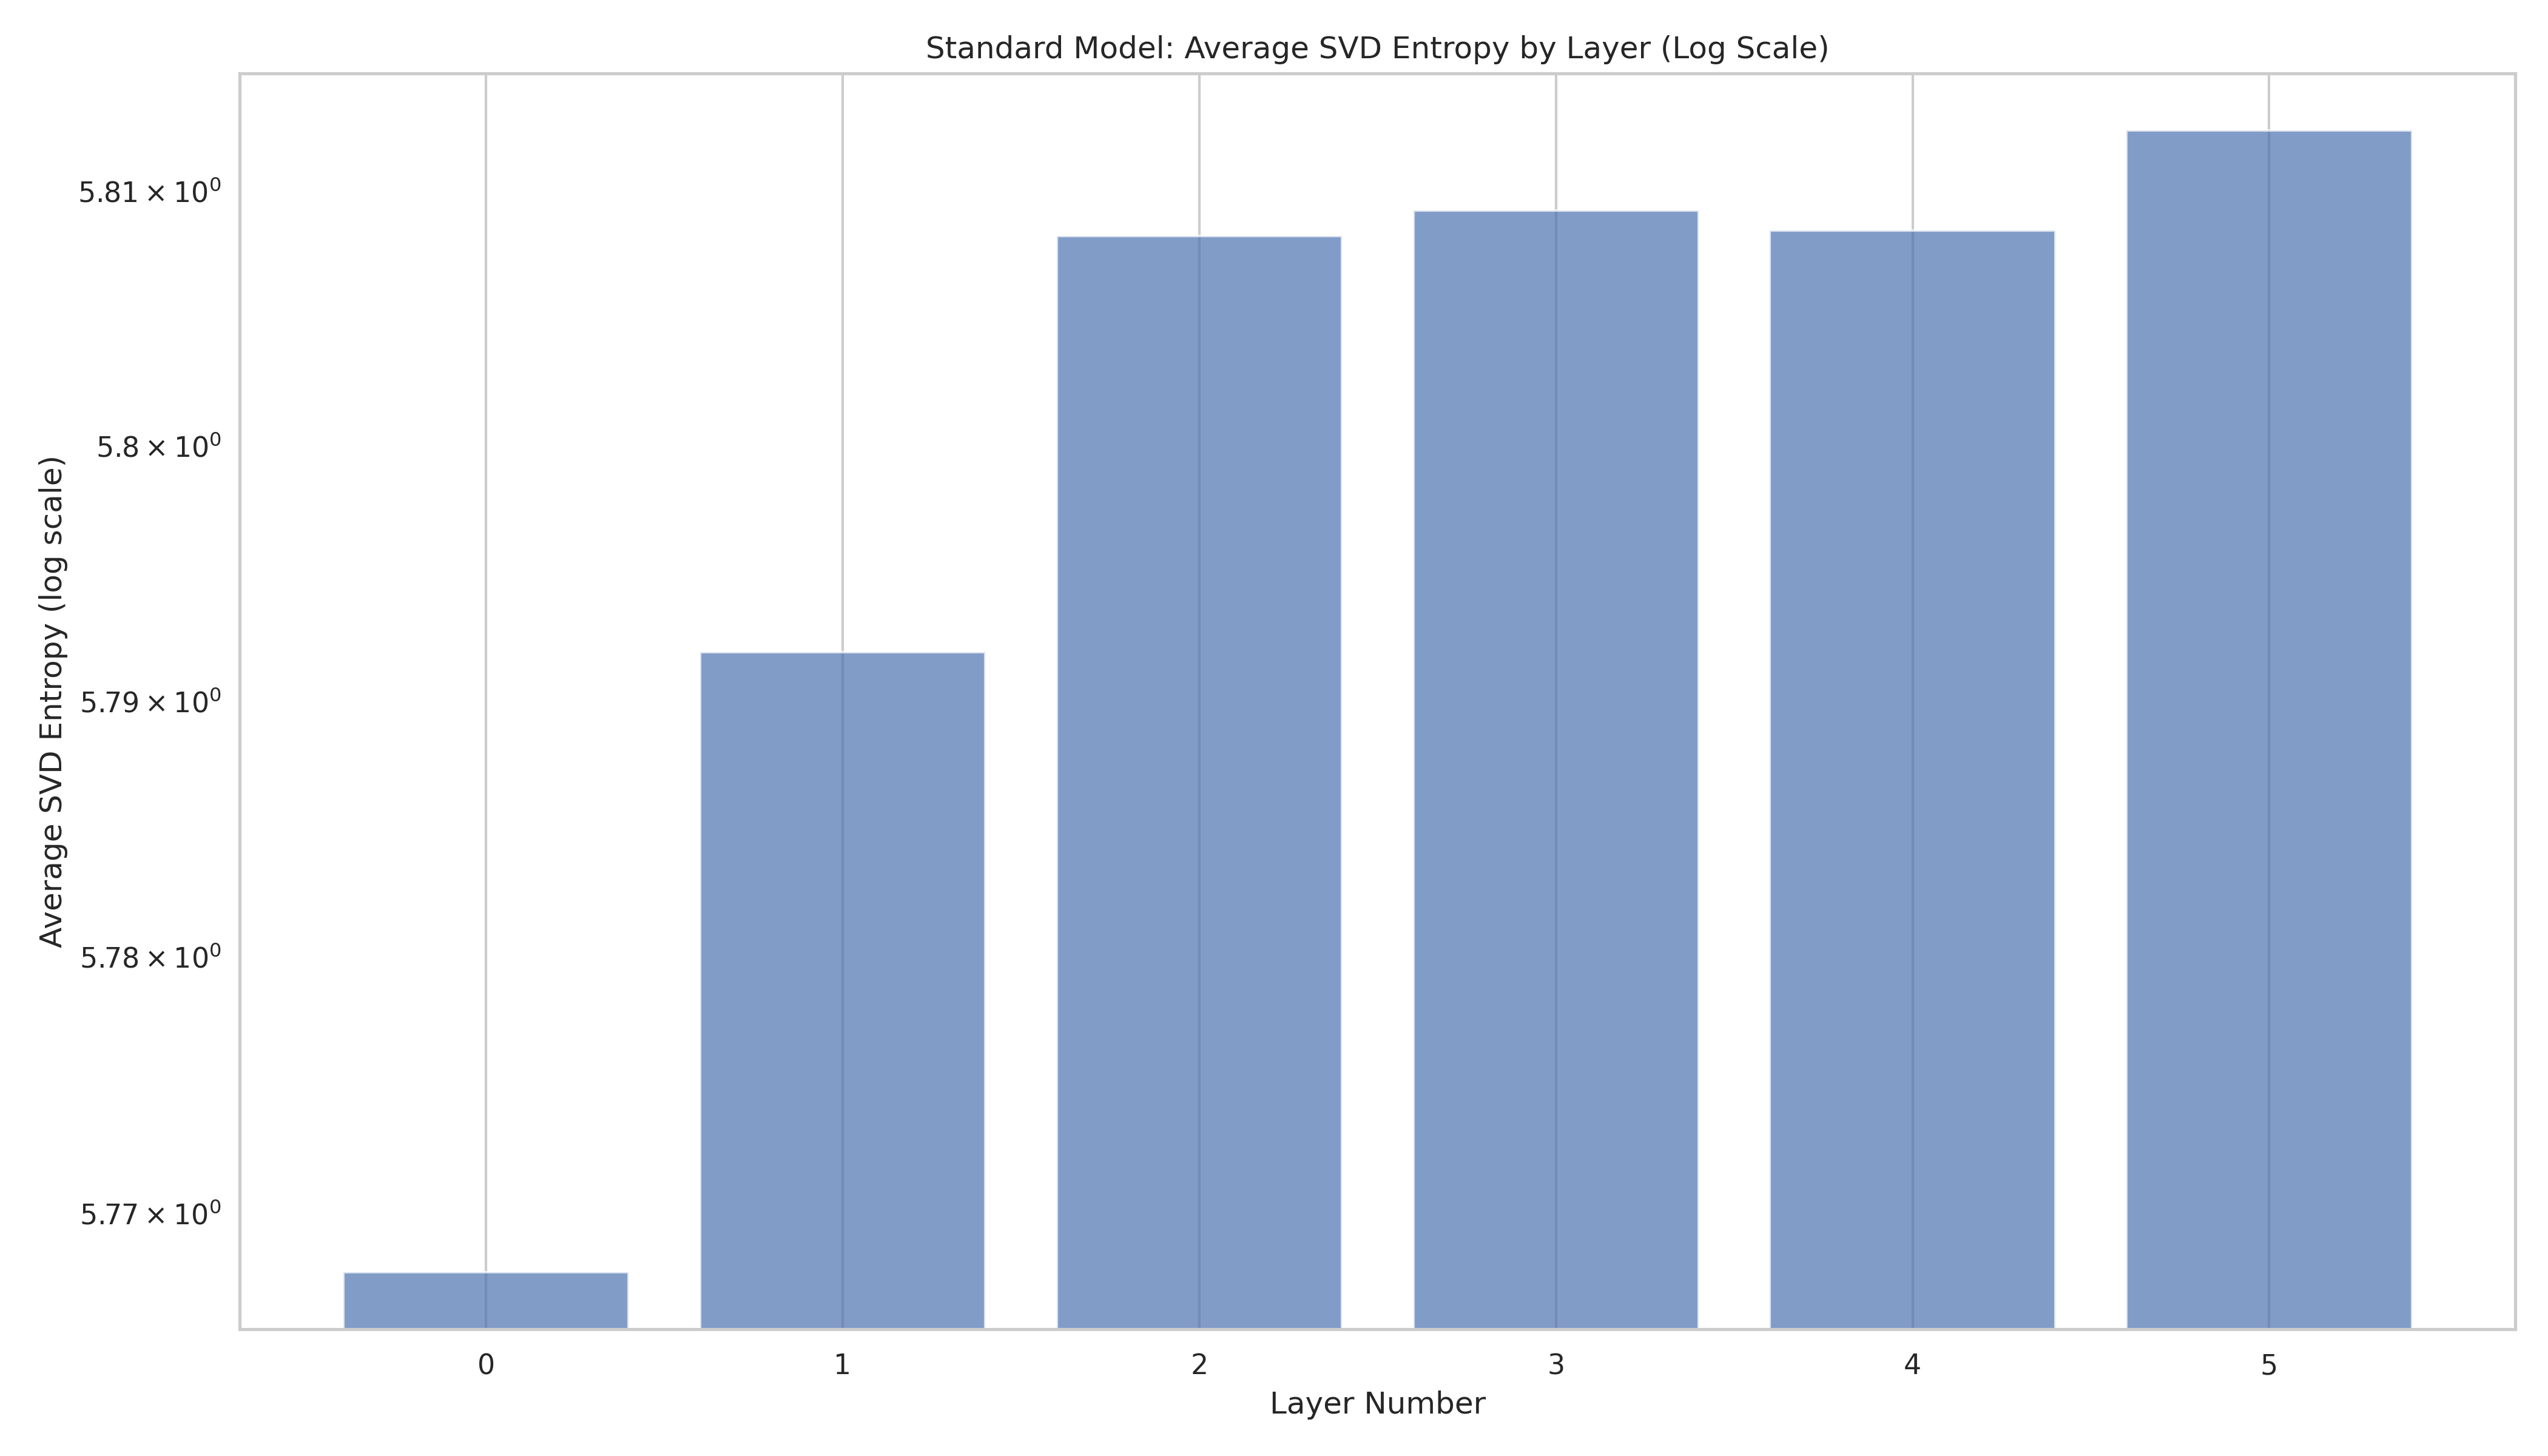 Standard Model: Average SVD Entropy by Layer (Log Scale)
Average SVD Entropy (log scale)
5.81 × 10⁰
5.8 × 10⁰
5.79 × 10⁰
5.78 × 10⁰
5.77 × 10⁰
0 1 2 3 4 5
Layer Number